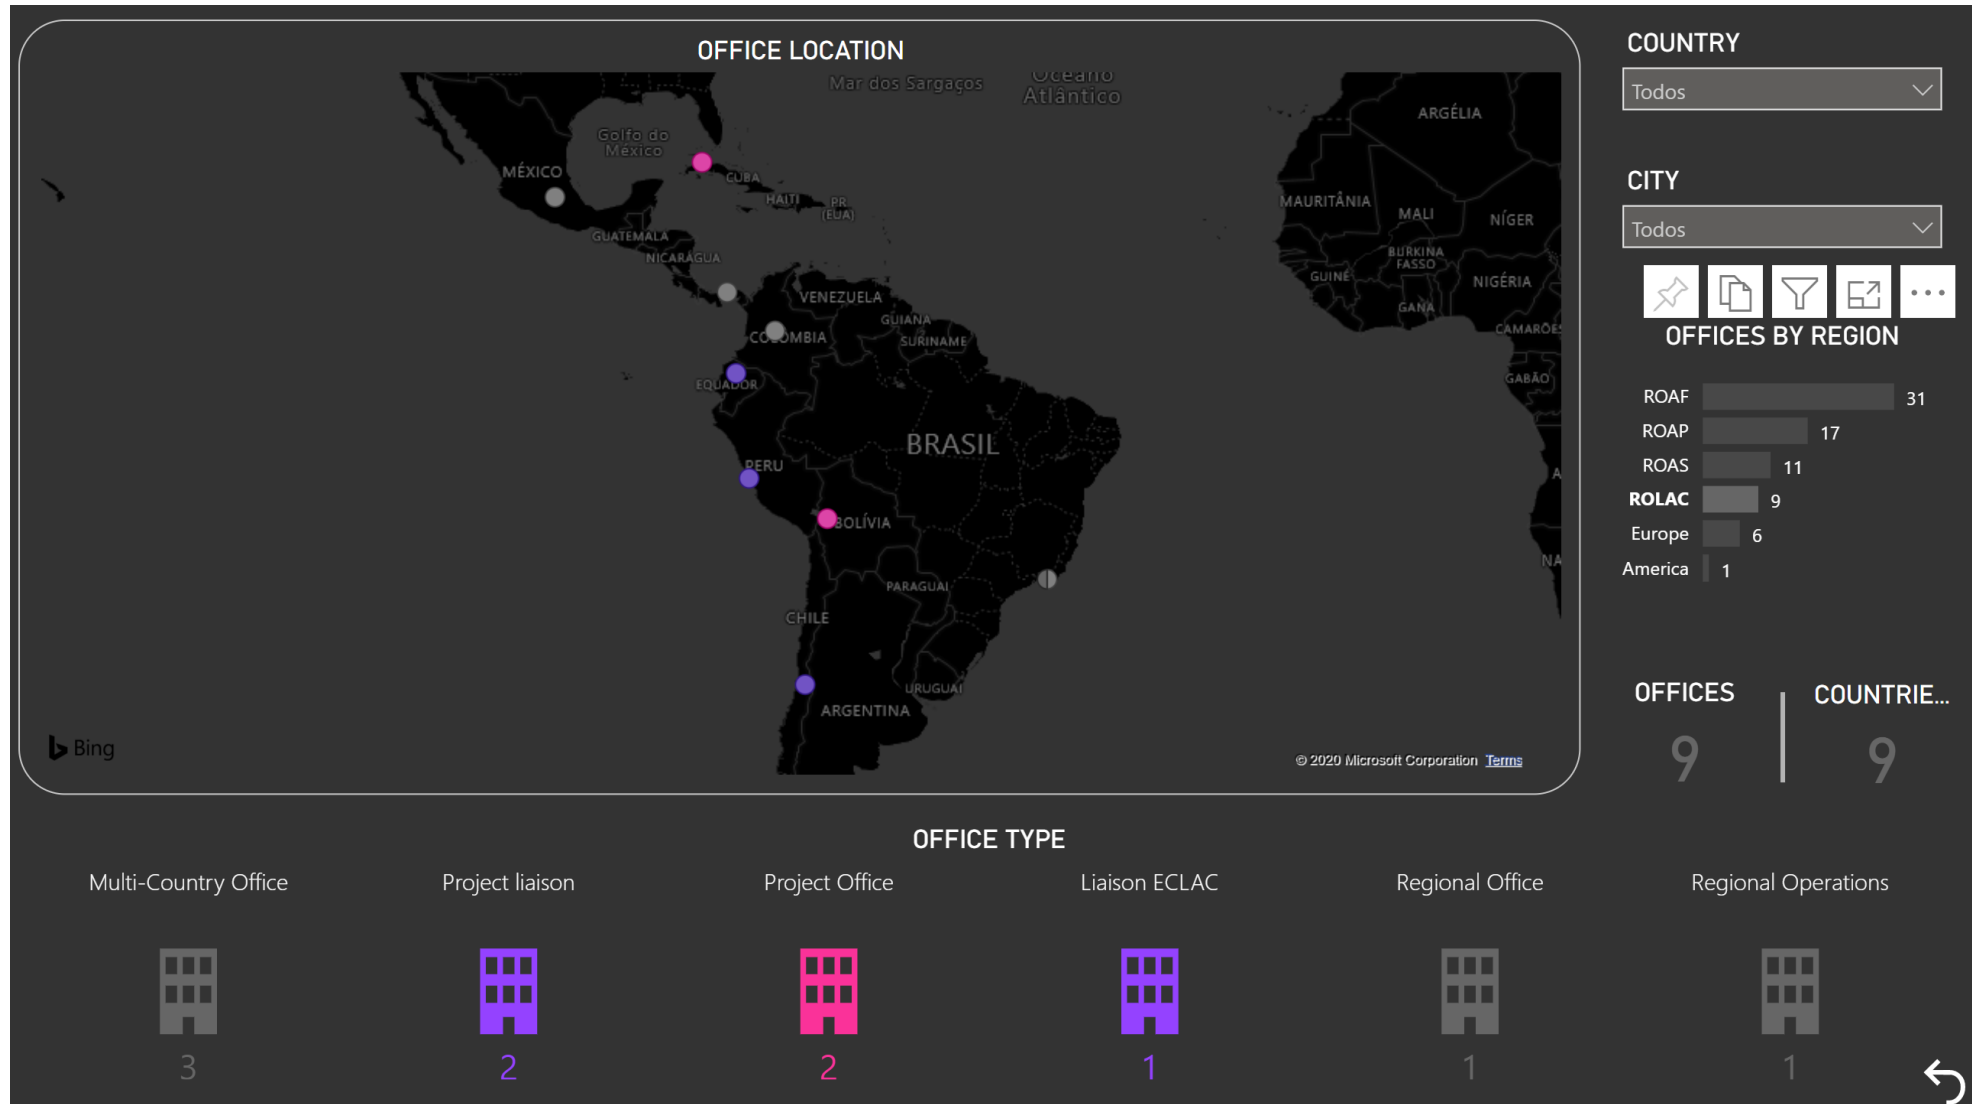 OFFICE LOCATION
Mar dos Sargaços
Oceano
Atlântico
Golfo do
México
MÉXICO
CUBA
HAITI
PR
(EUA)
GUATEMALA
NICARÁGUA
VENEZUELA
GUIANA
SURINAME
COLOMBIA
EQUADOR
BRASIL
PERU
BOLÍVIA
PARAGUAI
CHILE
URUGUAI
ARGENTINA
ARGÉLIA
MAURITÂNIA
MALI
NÍGER
BURKINA
FASSO
GUINÉ
NIGÉRIA
GANA
CAMARÕES
GABÃO
A
NA
Bing
© 2020 Microsoft Corporation Terms
COUNTRY
Todos
CITY
Todos
OFFICES BY REGION
ROAF 31
ROAP 17
ROAS 11
ROLAC 9
Europe 6
America 1
OFFICES
9
COUNTRIE...
9
OFFICE TYPE
Multi-Country Office
Project liaison
Project Office
Liaison ECLAC
Regional Office
Regional Operations
3
2
2
1
1
1